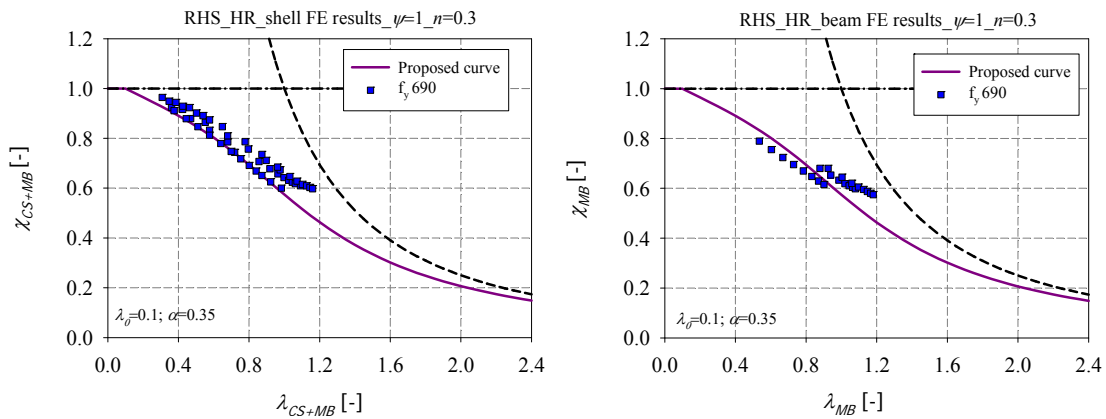 RHS_HR_shell FE results_ψ=1_n=0.3
1.2
1.0
0.8
0.6
0.4
0.2
0.0
χCS+MB [-]
Proposed curve
fy 690
λ0=0.1; α=0.35
0.0 0.4 0.8 1.2 1.6 2.0 2.4
λCS+MB [-]
RHS_HR_beam FE results_ψ=1_n=0.3
1.2
1.0
0.8
0.6
0.4
0.2
0.0
χMB [-]
Proposed curve
fy 690
λ0=0.1; α=0.35
0.0 0.4 0.8 1.2 1.6 2.0 2.4
λMB [-]